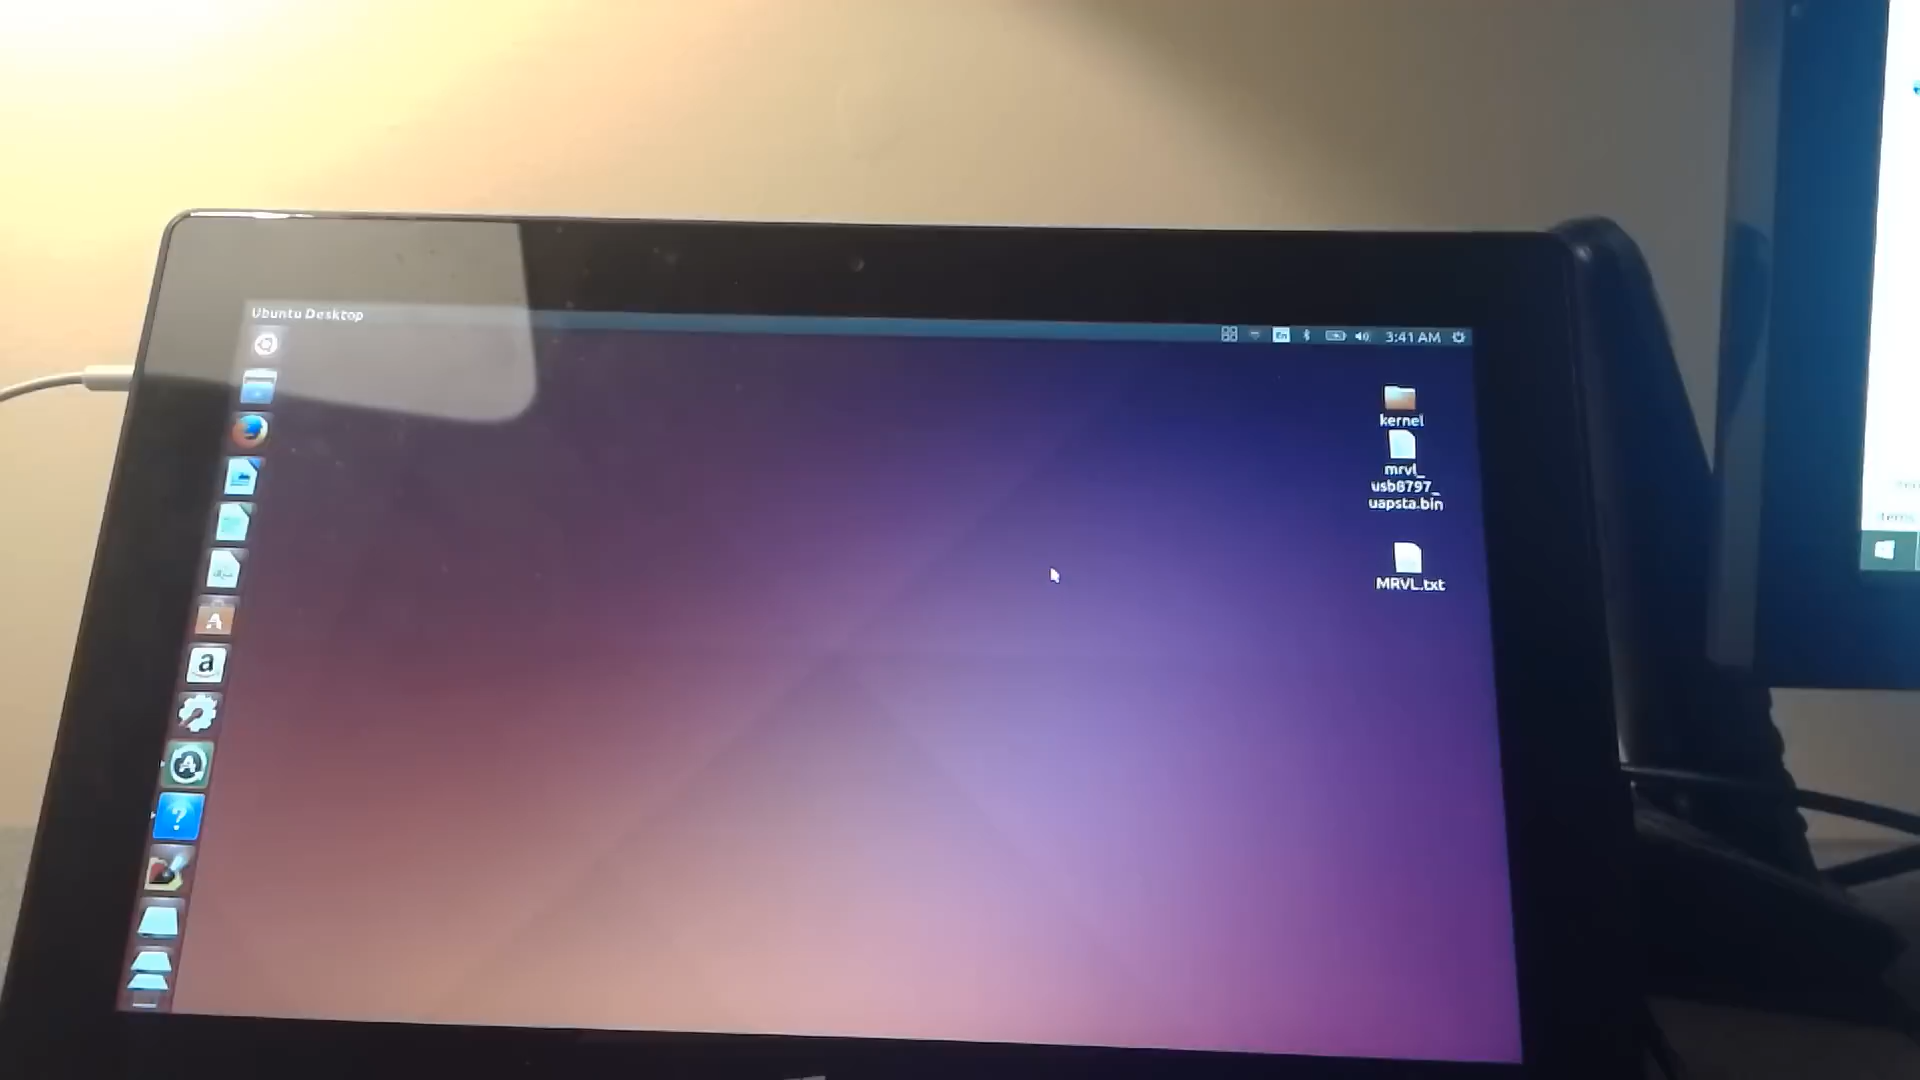 Ubuntu Desktop
En
3:41 AM
kernel
mrvl_
usb8797_
uapsta.bin
MRVL.txt
A
a
A
?